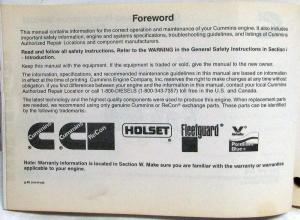 Foreword
This manual contains information for the correct operation and maintenance of your Cummins engine. It also includes
important safety information, engine and systems specifications, troubleshooting guidelines, and listings of Cummins
Authorized Repair Locations and component manufacturers.
Read and follow all safety instructions. Refer to the WARNING in the General Safety Instructions in Section i
- Introduction.
Keep this manual with the equipment. If the equipment is traded or sold, give the manual to the new owner.
The information, specifications, and recommended maintenance guidelines in this manual are based on information
in effect at the time of printing. Cummins Engine Company, Inc. reserves the right to make changes at any time without
obligation. If you find differences between your engine and the information in this manual, contact your local Cummins
Authorized Repair Location or call 1-800-DIESELS (1-800-343-7357) toll free in the U.S. and Canada.
The latest technology and the highest quality components were used to produce this engine. When replacement parts
are needed, we recommend using only genuine Cummins or ReCon® exchange parts. These parts can be identified
by the following trademarks:
Cummins
Cummins
ReCon
HOLSET
Fleetguard
Note: Warranty information is located in Section W. Make sure you are familiar with the warranty or warranties
applicable to your engine.